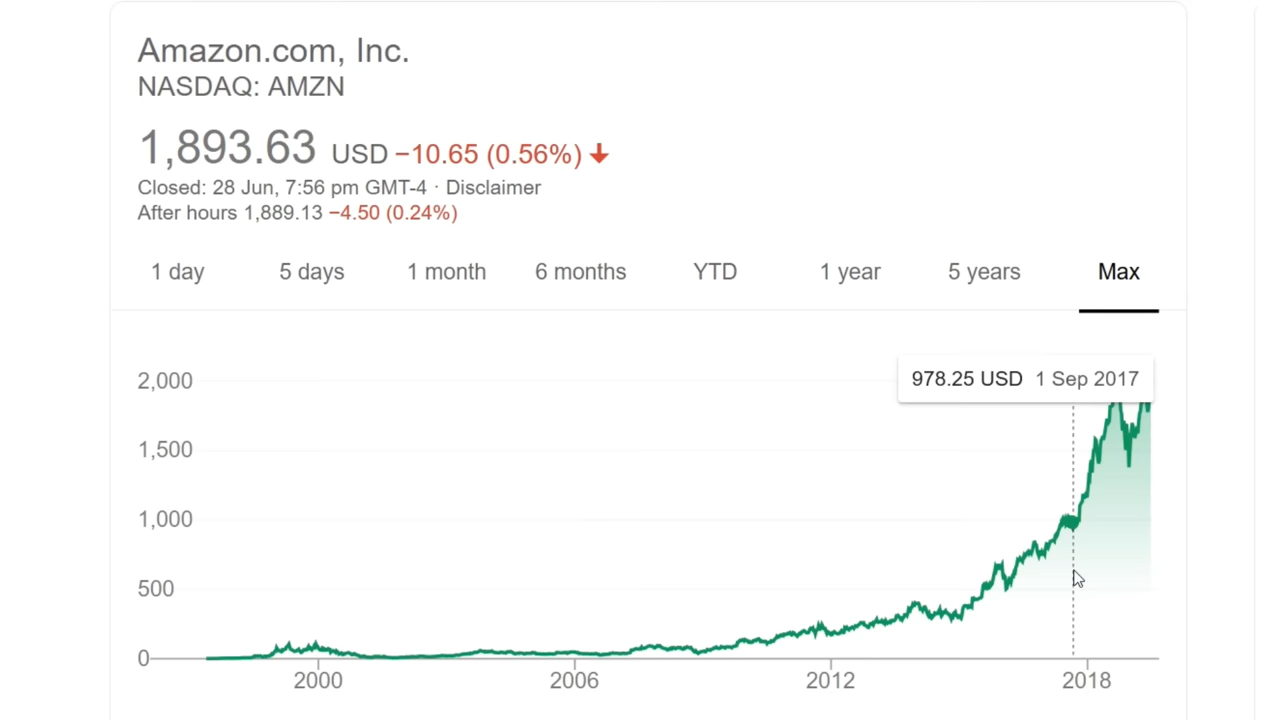 Amazon.com, Inc.
NASDAQ: AMZN
1,893.63 USD −10.65 (0.56%)
Closed: 28 Jun, 7:56 pm GMT-4 · Disclaimer
After hours 1,889.13 −4.50 (0.24%)
1 day 5 days 1 month 6 months YTD 1 year 5 years Max
978.25 USD 1 Sep 2017
2,000
1,500
1,000
500
0
2000 2006 2012 2018